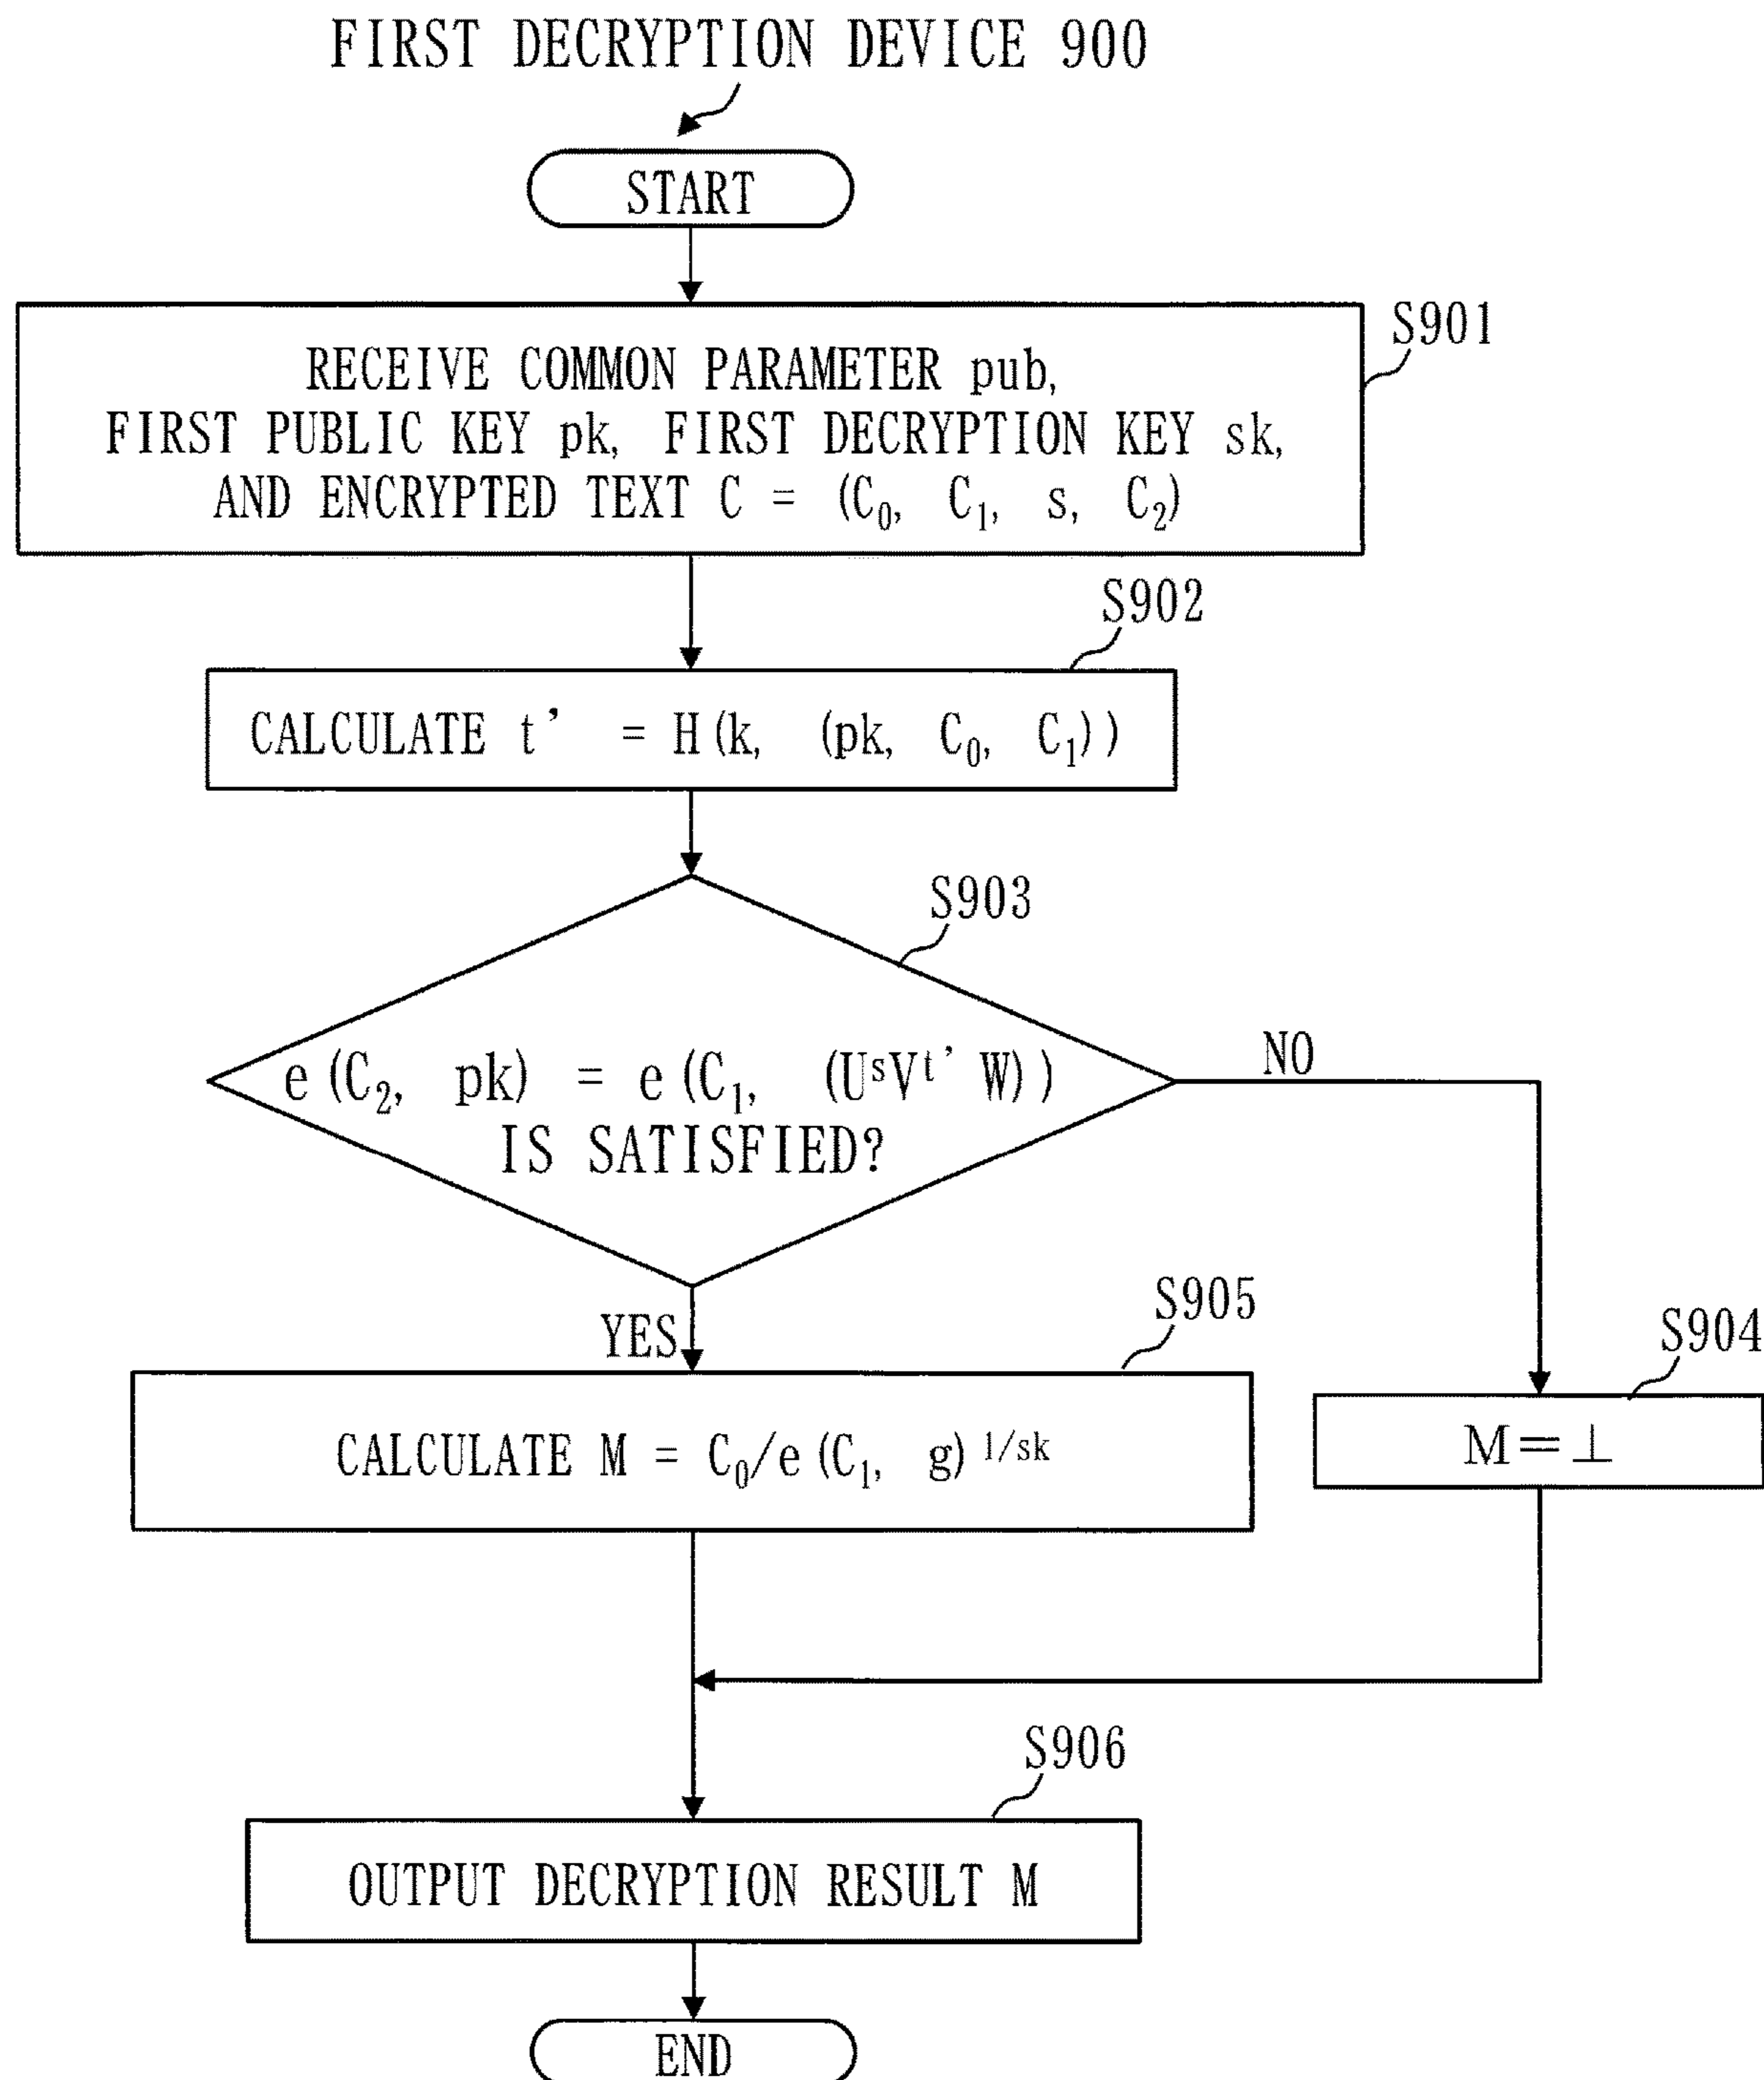 FIRST DECRYPTION DEVICE 900
START
S901
RECEIVE COMMON PARAMETER pub,
FIRST PUBLIC KEY pk, FIRST DECRYPTION KEY sk,
AND ENCRYPTED TEXT C = (C₀, C₁, s, C₂)
S902
CALCULATE t' = H(k, (pk, C₀, C₁))
S903
e(C₂, pk) = e(C₁, (UˢVᵗ'W))
IS SATISFIED?
NO
YES
S905
CALCULATE M = C₀/e(C₁, g)^1/sk
S904
M=⊥
S906
OUTPUT DECRYPTION RESULT M
END